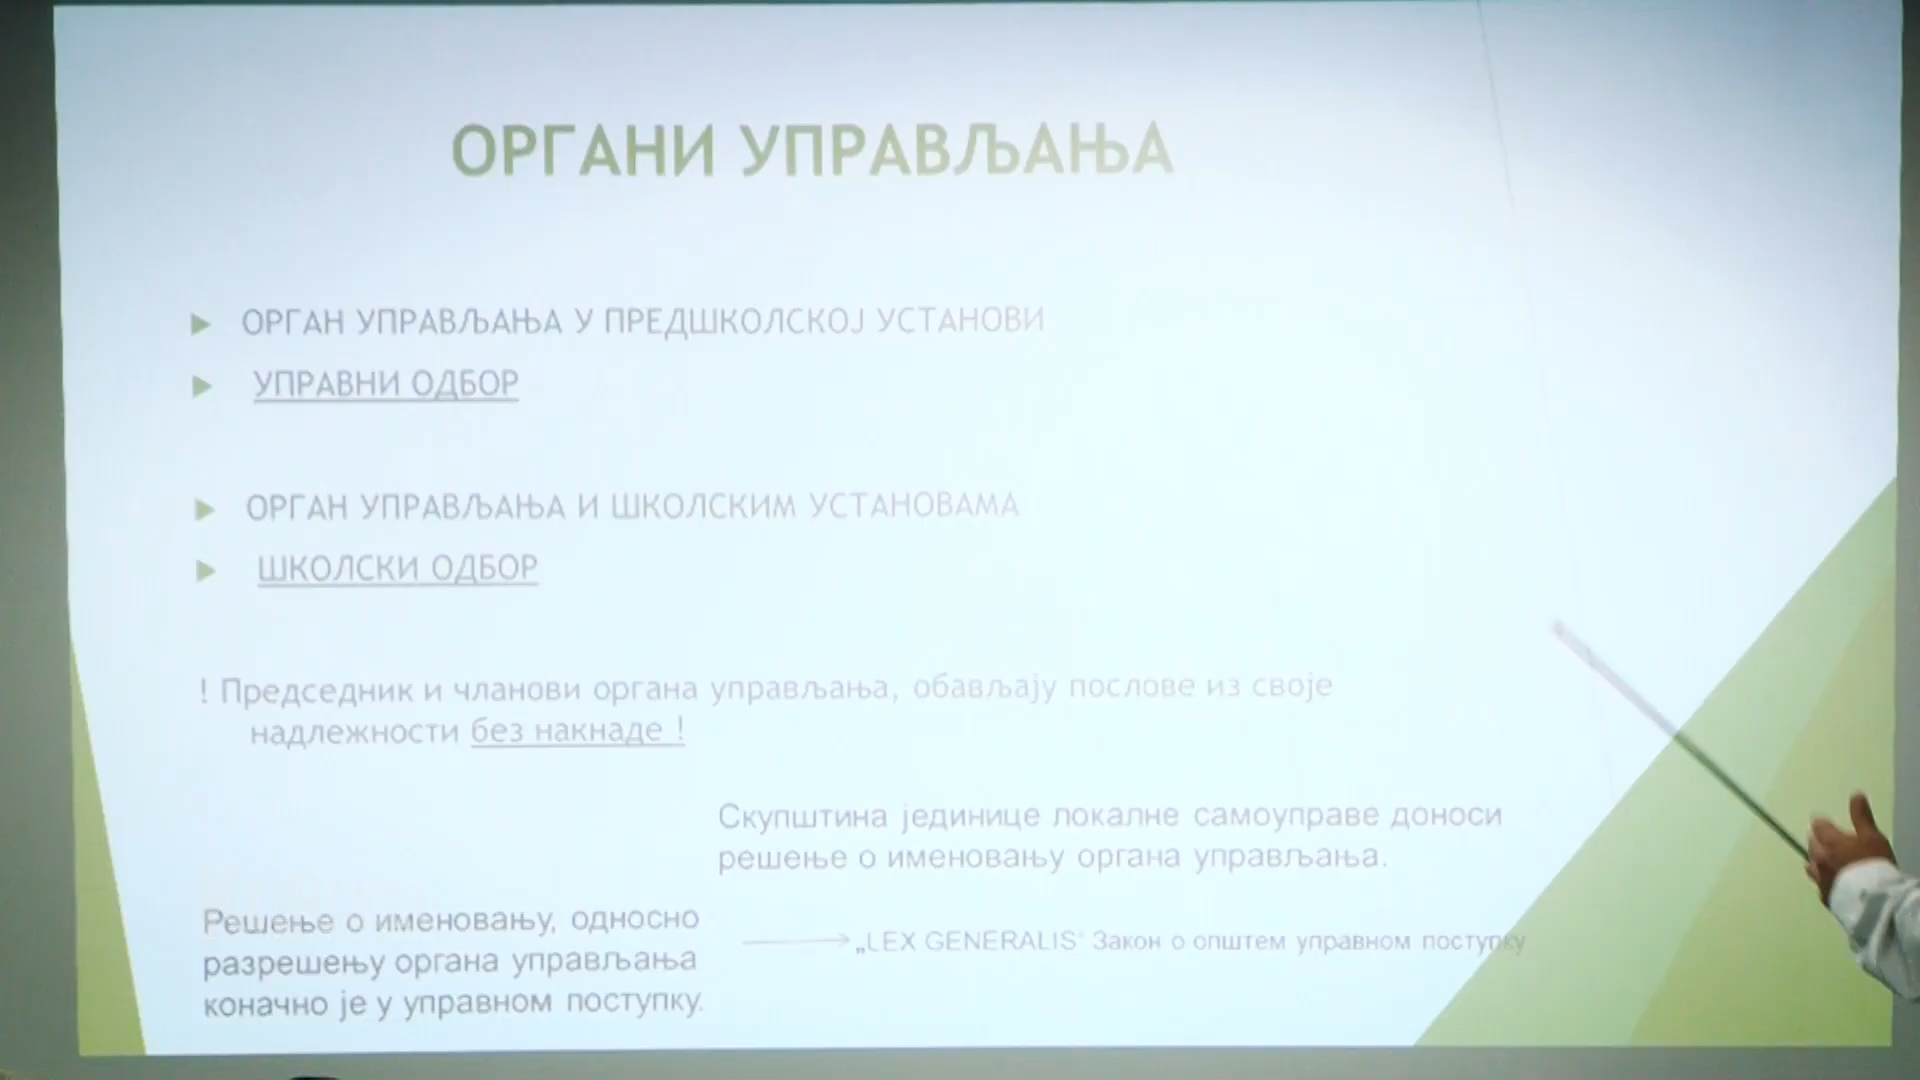 ОРГАНИ УПРАВЉАЊА
ОРГАН УПРАВЉАЊА У ПРЕДШКОЛСКОЈ УСТАНОВИ
УПРАВНИ ОДБОР
ОРГАН УПРАВЉАЊА И ШКОЛСКИМ УСТАНОВАМА
ШКОЛСКИ ОДБОР
! Председник и чланови органа управљања, обављају послове из своје
надлежности без накнаде !
Скупштина јединице локалне самоуправе доноси
решење о именовању органа управљања.
Решење о именовању, односно
разрешењу органа управљања
коначно је у управном поступку.
„LEX GENERALIS“ Закон о општем управном поступку